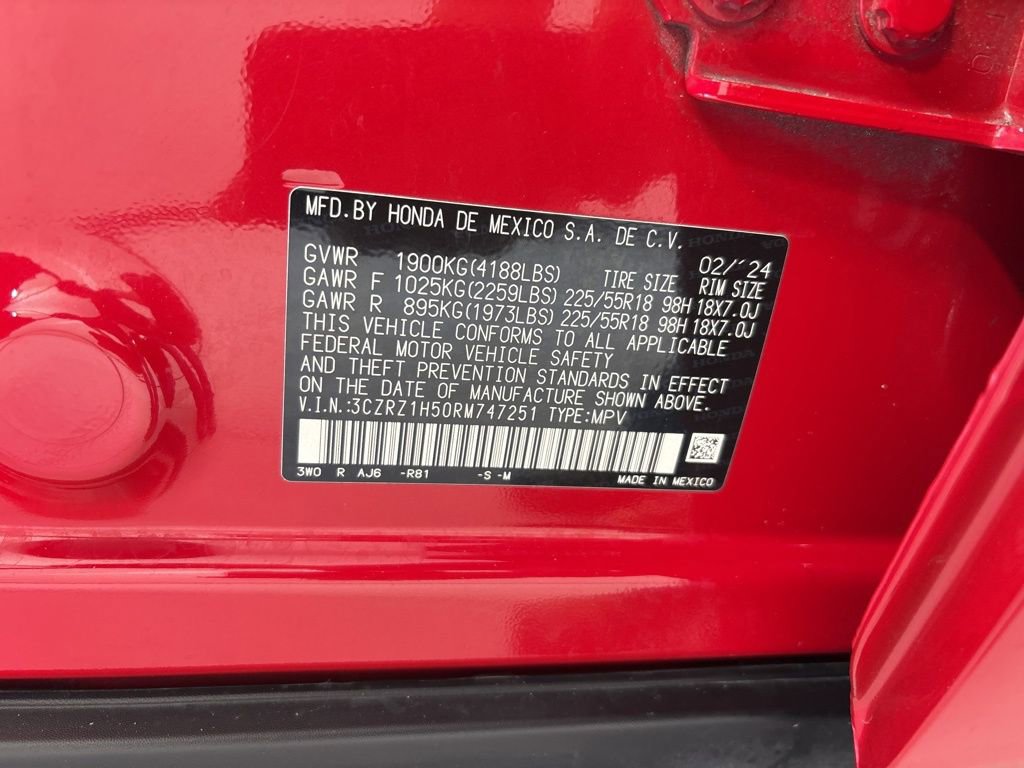 MFD.BY HONDA DE MEXICO S.A. DE C.V.
GVWR 1900KG(4188LBS) TIRE SIZE 02/'24 RIM SIZE
GAWR F 1025KG(2259LBS) 225/55R18 98H 18X7.0J
GAWR R 895KG(1973LBS) 225/55R18 98H 18X7.0J
THIS VEHICLE CONFORMS TO ALL APPLICABLE
FEDERAL MOTOR VEHICLE SAFETY
AND THEFT PREVENTION STANDARDS IN EFFECT
ON THE DATE OF MANUFACTURE SHOWN ABOVE.
V.I.N.:3CZRZ1H50RM747251 TYPE:MPV
3W0 R AJ6 -R81 -S -M MADE IN MEXICO